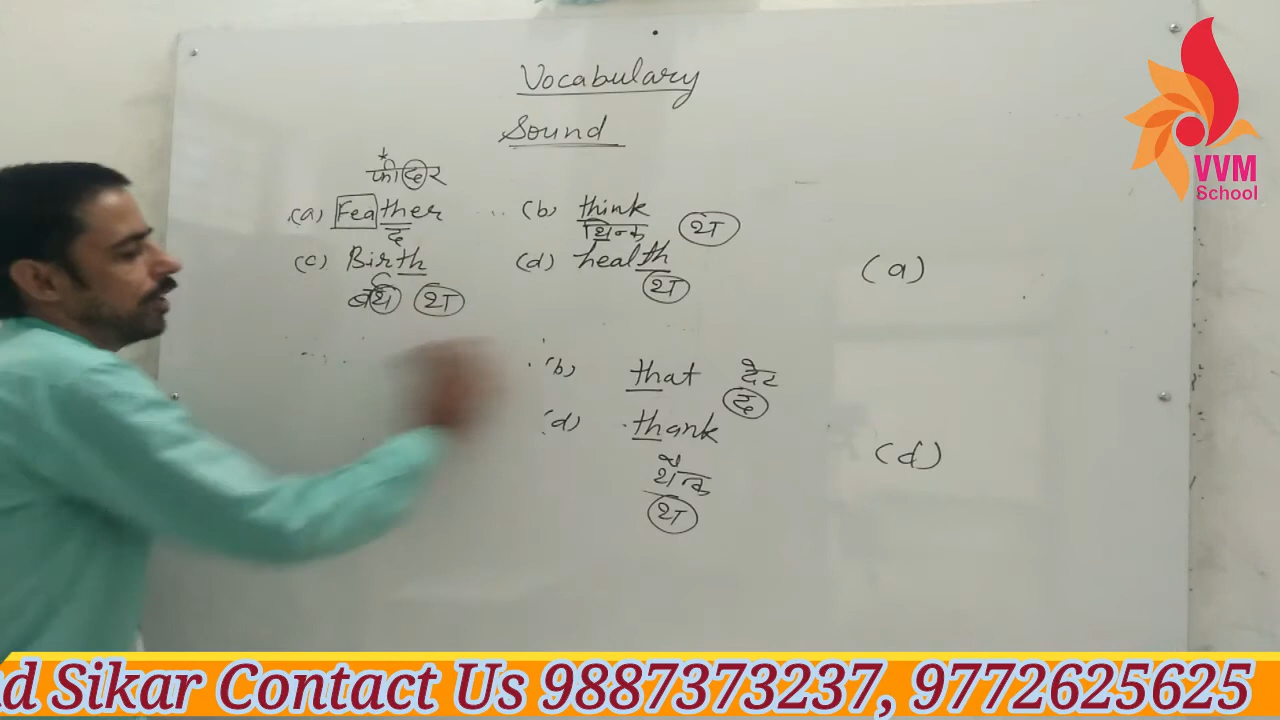 Vocabulary
Sound
फीदर
(a) Feather (b) think
द थिन्क थ
(c) Birth (d) health
बर्थ थ थ
(a)
(b) that देट
द
(d) thank
थैन्क
थ
(d)
VVM
School
d Sikar Contact Us 9887373237, 9772625625